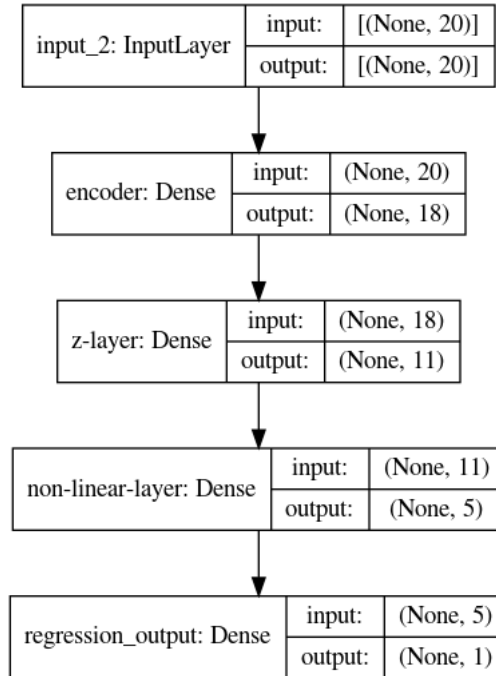 input_2: InputLayer
input: [(None, 20)]
output: [(None, 20)]
encoder: Dense
input: (None, 20)
output: (None, 18)
z-layer: Dense
input: (None, 18)
output: (None, 11)
non-linear-layer: Dense
input: (None, 11)
output: (None, 5)
regression_output: Dense
input: (None, 5)
output: (None, 1)